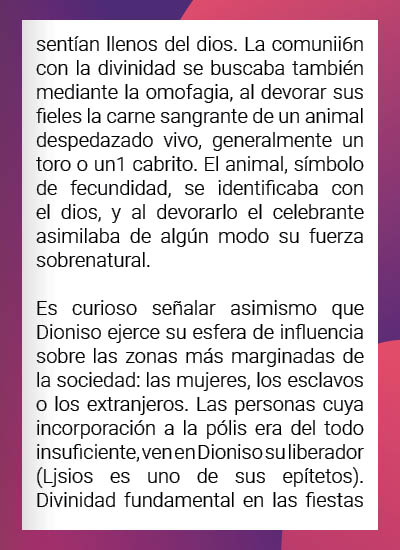 sentían llenos del dios. La comunii6n
con la divinidad se buscaba también
mediante la omofagia, al devorar sus
fieles la carne sangrante de un animal
despedazado vivo, generalmente un
toro o un1 cabrito. El animal, símbolo
de fecundidad, se identificaba con
el dios, y al devorarlo el celebrante
asimilaba de algún modo su fuerza
sobrenatural.

Es curioso señalar asimismo que
Dioniso ejerce su esfera de influencia
sobre las zonas más marginadas de
la sociedad: las mujeres, los esclavos
o los extranjeros. Las personas cuya
incorporación a la pólis era del todo
insuficiente, ven en Dioniso su liberador
(Ljsios es uno de sus epítetos).
Divinidad fundamental en las fiestas